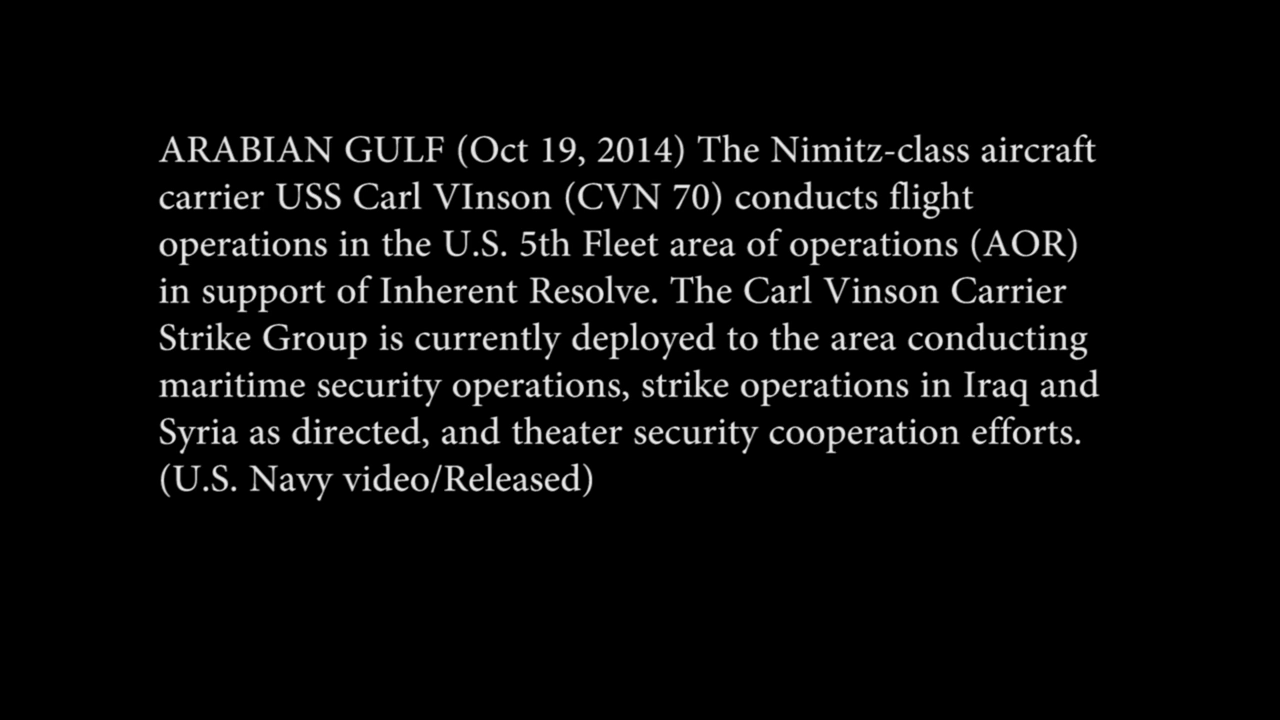 ARABIAN GULF (Oct 19, 2014) The Nimitz-class aircraft
carrier USS Carl VInson (CVN 70) conducts flight
operations in the U.S. 5th Fleet area of operations (AOR)
in support of Inherent Resolve. The Carl Vinson Carrier
Strike Group is currently deployed to the area conducting
maritime security operations, strike operations in Iraq and
Syria as directed, and theater security cooperation efforts.
(U.S. Navy video/Released)